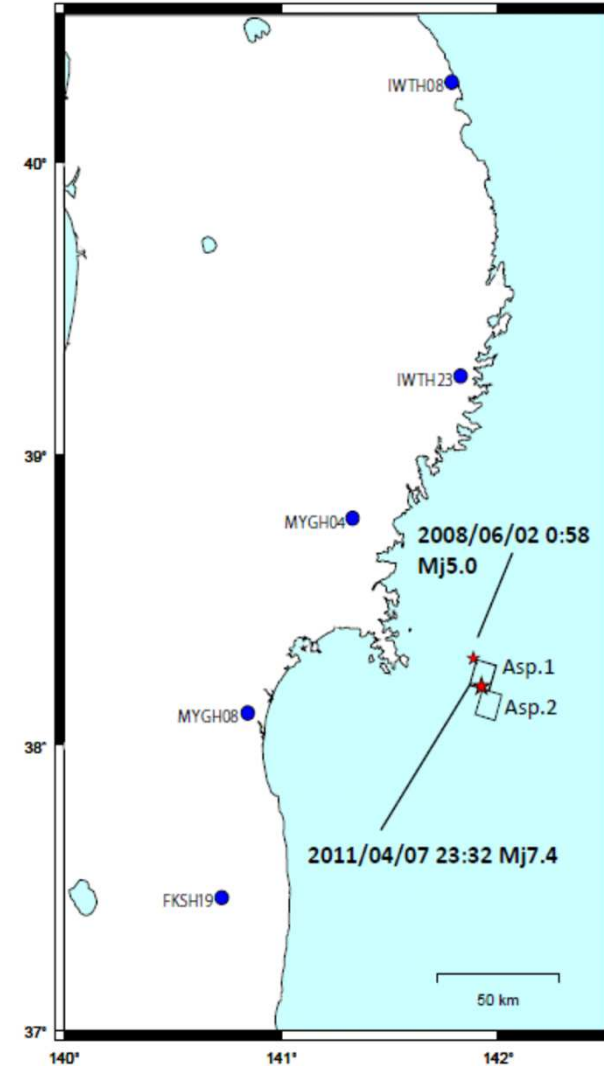 IWTH08
40°
IWTH23
39°
MYGH04
2008/06/02 0:58
Mj5.0
Asp.1
Asp.2
MYGH08
38°
2011/04/07 23:32 Mj7.4
FKSH19
50 km
37°
140°
141°
142°